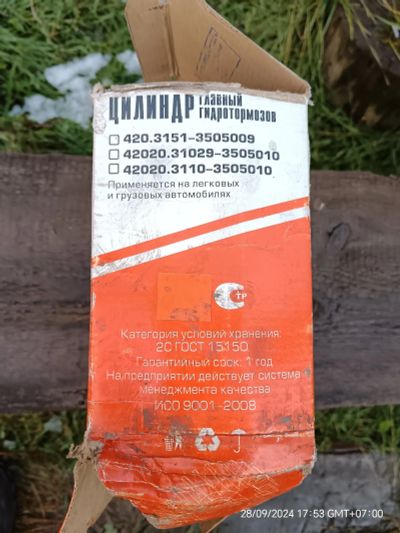 ЦИЛИНДР ГЛАВНЫЙ
ГИДРОТОРМОЗОВ
420.3151-3505009
42020.31029-3505010
42020.3110-3505010
Применяется на легковых
и грузовых автомобилях
ТР
Категория условий хранения:
2С ГОСТ 15150
Гарантийный срок: 1 год
На предприятии действует система
менеджмента качества
ИСО 9001-2008
28/09/2024 17:53 GMT+07:00